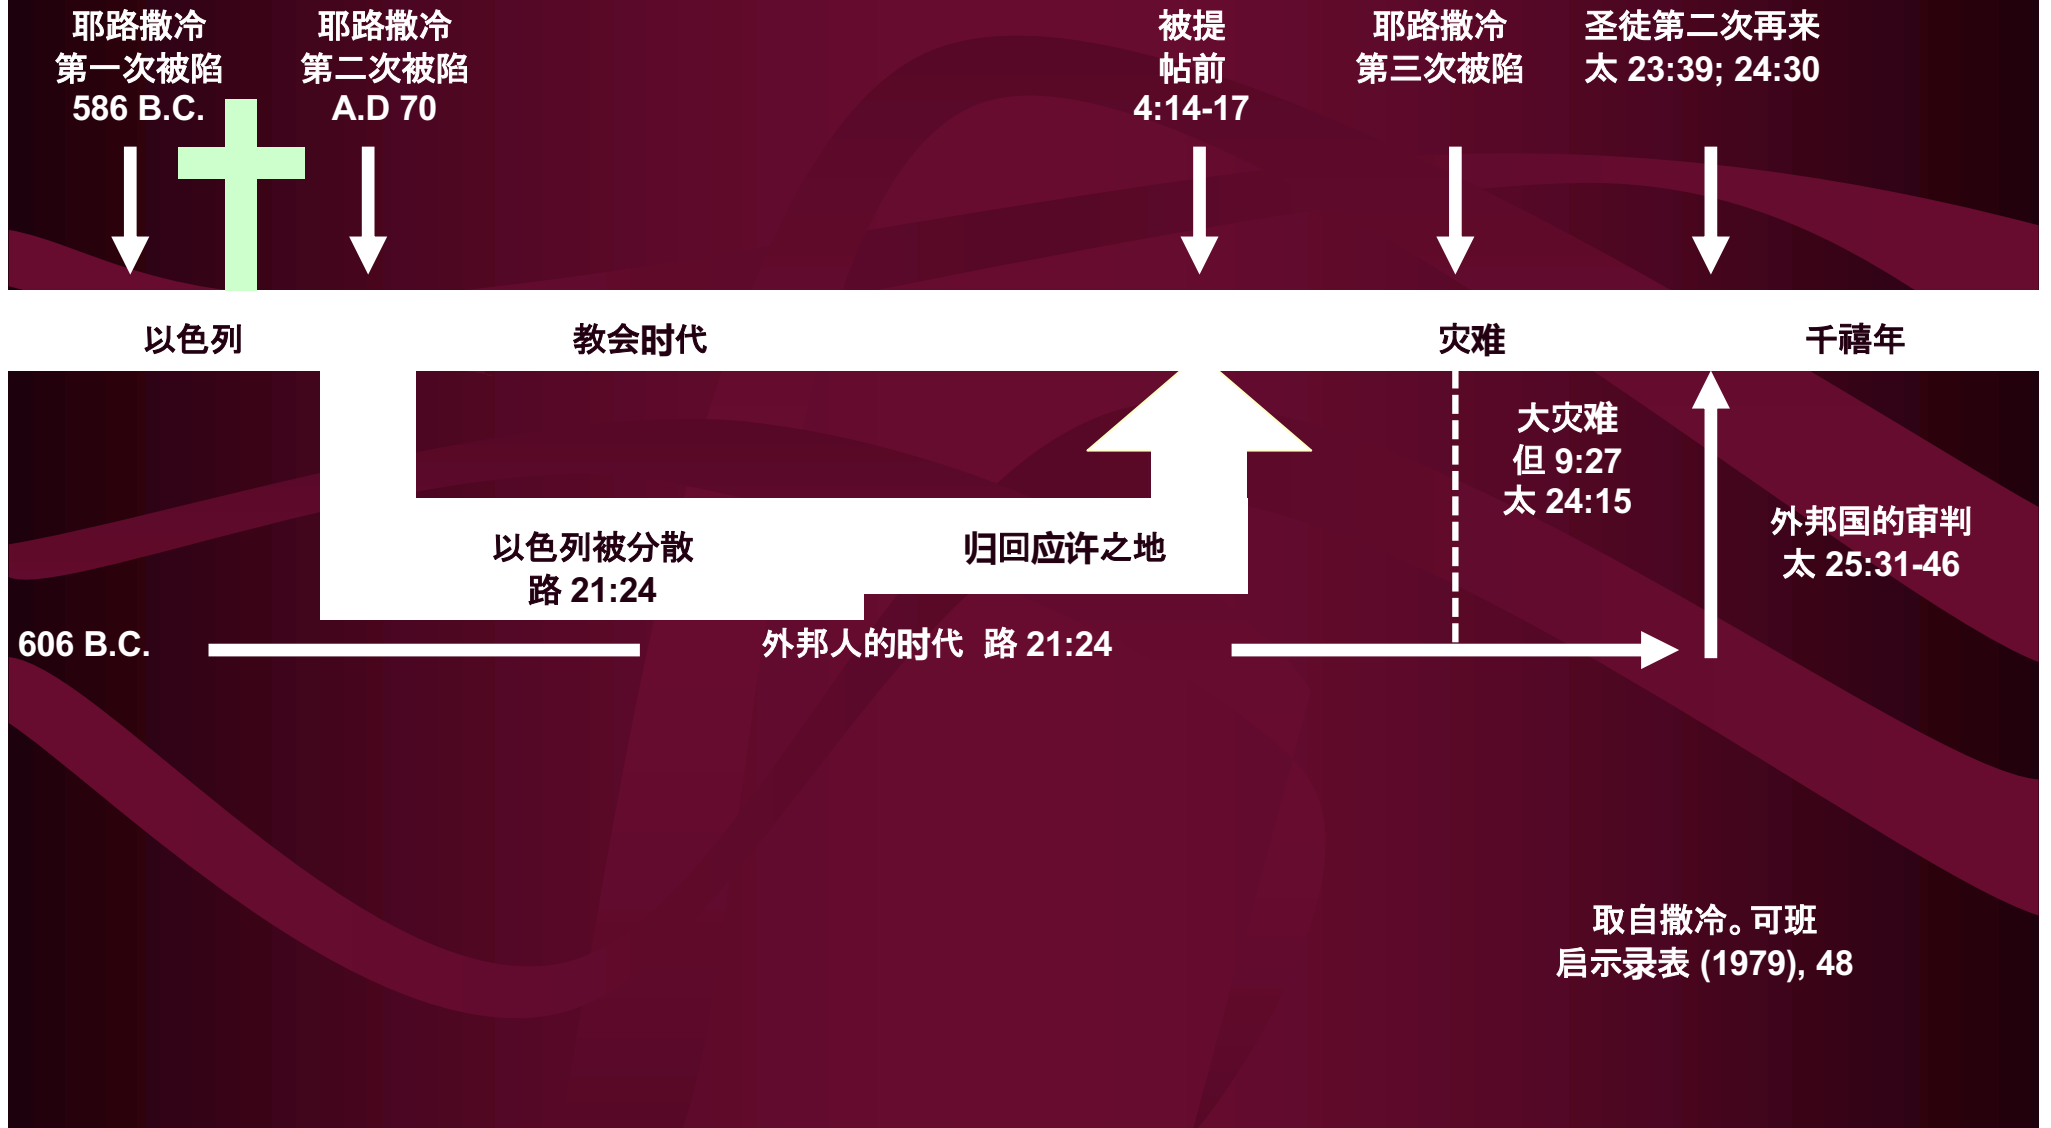 耶路撒冷
第一次被陷
586 B.C.
耶路撒冷
第二次被陷
A.D 70
被提
帖前
4:14-17
耶路撒冷
第三次被陷
圣徒第二次再来
太 23:39; 24:30
以色列
教会时代
灾难
千禧年
大灾难
但 9:27
太 24:15
以色列被分散
路 21:24
归回应许之地
外邦国的审判
太 25:31-46
606 B.C.
外邦人的时代 路 21:24
取自撒冷。可班
启示录表 (1979), 48